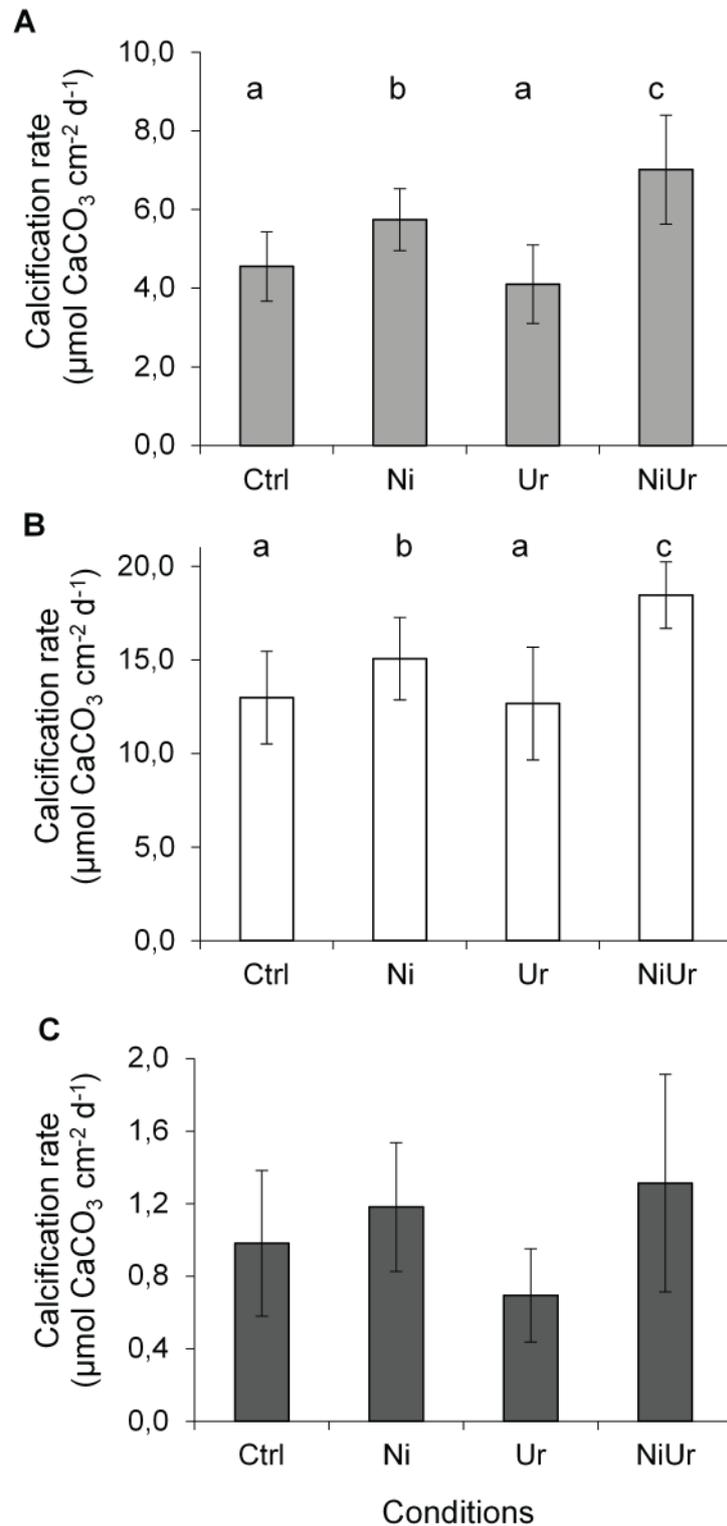 A
Calcification rate
(µmol CaCO₃ cm⁻² d⁻¹)
10,0
8,0
6,0
4,0
2,0
0,0
a b a c
Ctrl Ni Ur NiUr
B
Calcification rate
(µmol CaCO₃ cm⁻² d⁻¹)
20,0
15,0
10,0
5,0
0,0
a b a c
Ctrl Ni Ur NiUr
C
Calcification rate
(µmol CaCO₃ cm⁻² d⁻¹)
2,0
1,6
1,2
0,8
0,4
0,0
Ctrl Ni Ur NiUr
Conditions